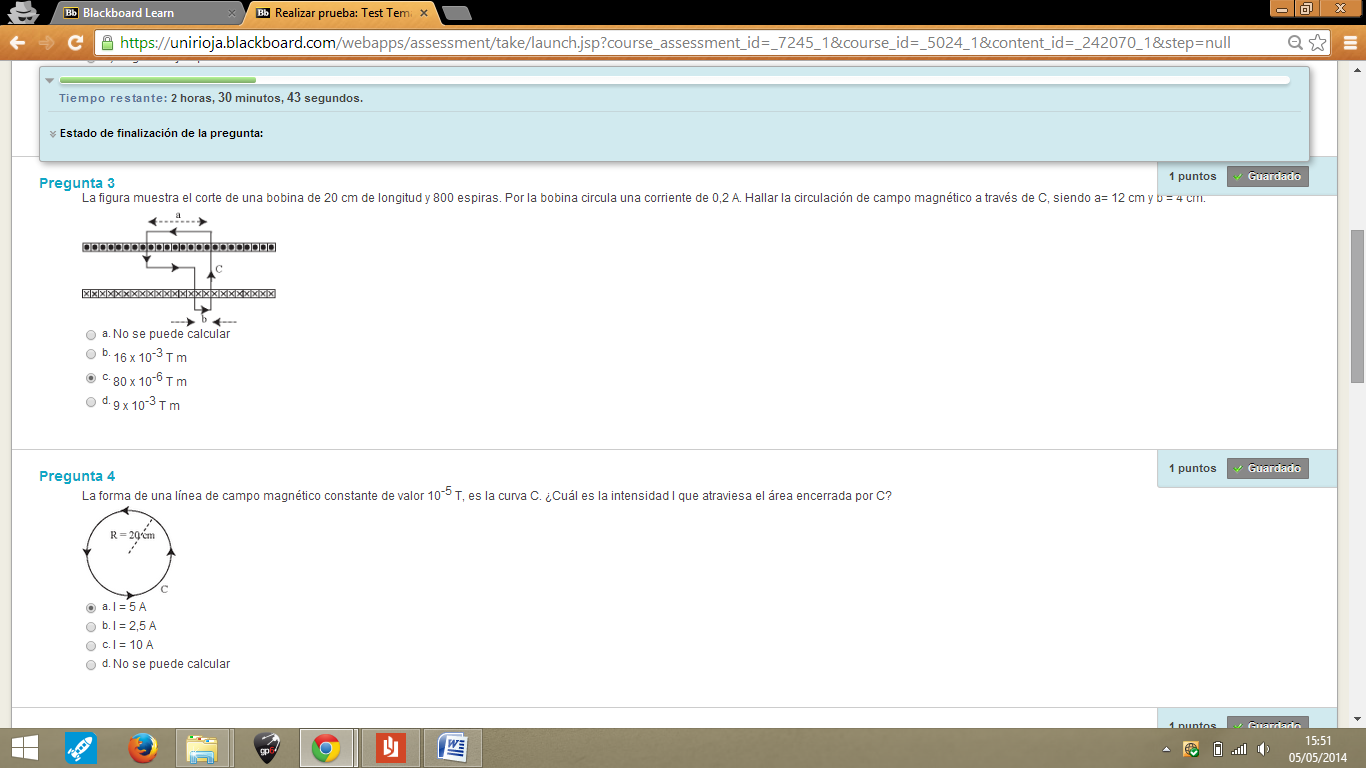 Blackboard Learn
Realizar prueba: Test Tem
https://unirioja.blackboard.com/webapps/assessment/take/launch.jsp?course_assessment_id=_7245_1&course_id=_5024_1&content_id=_242070_1&step=null
Tiempo restante: 2 horas, 30 minutos, 43 segundos.
Estado de finalización de la pregunta:
Pregunta 3
1 puntos Guardado
La figura muestra el corte de una bobina de 20 cm de longitud y 800 espiras. Por la bobina circula una corriente de 0,2 A. Hallar la circulación de campo magnético a través de C, siendo a= 12 cm y b = 4 cm.
a
C
b
a. No se puede calcular
b. 16 x 10⁻³ T m
c. 80 x 10⁻⁶ T m
d. 9 x 10⁻³ T m
Pregunta 4
1 puntos Guardado
La forma de una línea de campo magnético constante de valor 10⁻⁵ T, es la curva C. ¿Cuál es la intensidad I que atraviesa el área encerrada por C?
R = 20 cm
C
a. I = 5 A
b. I = 2,5 A
c. I = 10 A
d. No se puede calcular
1 puntos Guardado
15:51
05/05/2014